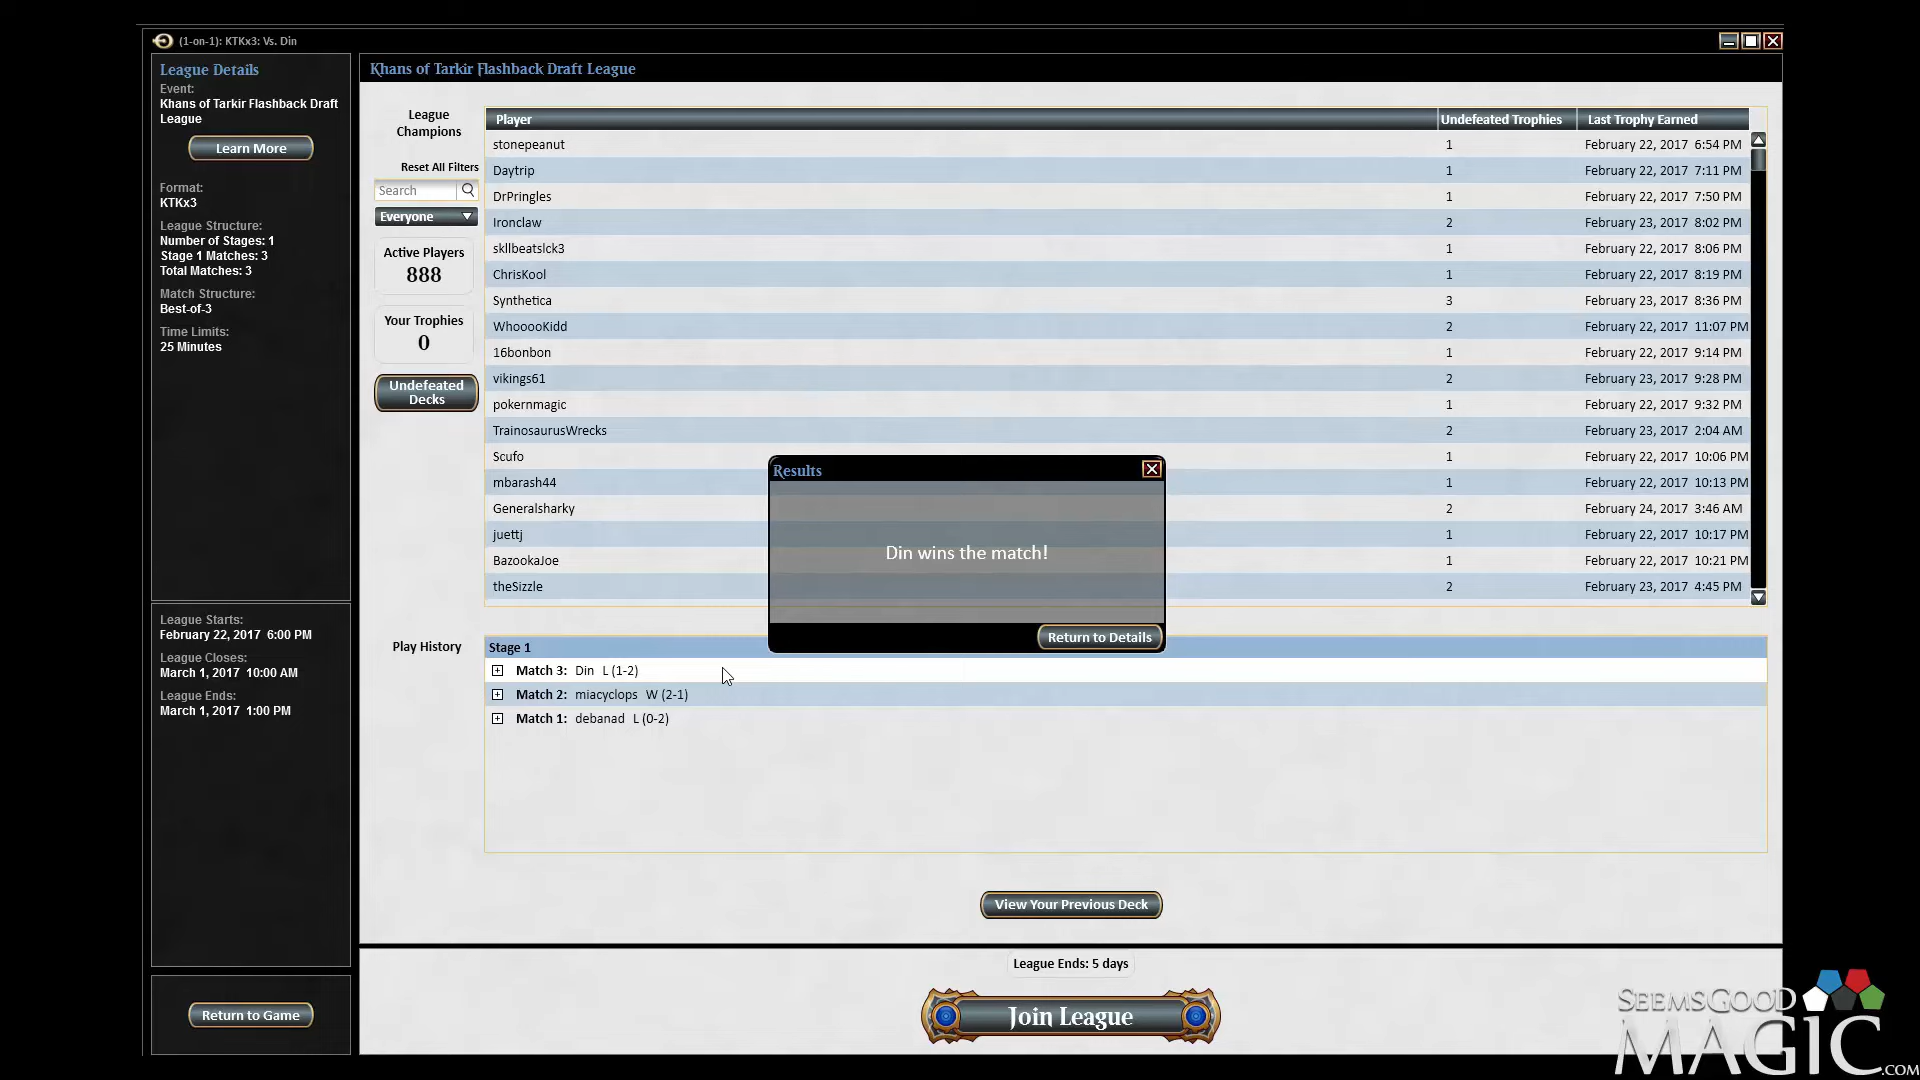 (1-on-1): KTKx3: Vs. Din
League Details
Event:
Khans of Tarkir Flashback Draft
League
Learn More
Format:
KTKx3
League Structure:
Number of Stages: 1
Stage 1 Matches: 3
Total Matches: 3
Match Structure:
Best-of-3
Time Limits:
25 Minutes
League Starts:
February 22, 2017 6:00 PM
League Closes:
March 1, 2017 10:00 AM
League Ends:
March 1, 2017 1:00 PM
Return to Game
Khans of Tarkir Flashback Draft League
League
Champions
Reset All Filters
Search
Everyone
Active Players
888
Your Trophies
0
Undefeated
Decks
Player Undefeated Trophies Last Trophy Earned
stonepeanut 1 February 22, 2017 6:54 PM
Daytrip 1 February 22, 2017 7:11 PM
DrPringles 1 February 22, 2017 7:50 PM
Ironclaw 2 February 23, 2017 8:02 PM
skllbeatslck3 1 February 22, 2017 8:06 PM
ChrisKool 1 February 22, 2017 8:19 PM
Synthetica 3 February 23, 2017 8:36 PM
WhooooKidd 2 February 22, 2017 11:07 PM
16bonbon 1 February 22, 2017 9:14 PM
vikings61 2 February 23, 2017 9:28 PM
pokernmagic 1 February 22, 2017 9:32 PM
TrainosaurusWrecks 2 February 23, 2017 2:04 AM
Scufo 1 February 22, 2017 10:06 PM
mbarash44 1 February 22, 2017 10:13 PM
Generalsharky 2 February 24, 2017 3:46 AM
juettj 1 February 22, 2017 10:17 PM
BazookaJoe 1 February 22, 2017 10:21 PM
theSizzle 2 February 23, 2017 4:45 PM
Results
Din wins the match!
Return to Details
Play History
Stage 1
Match 3: Din L (1-2)
Match 2: miacyclops W (2-1)
Match 1: debanad L (0-2)
View Your Previous Deck
League Ends: 5 days
Join League
SEEMSGOOD
MAGIC.COM